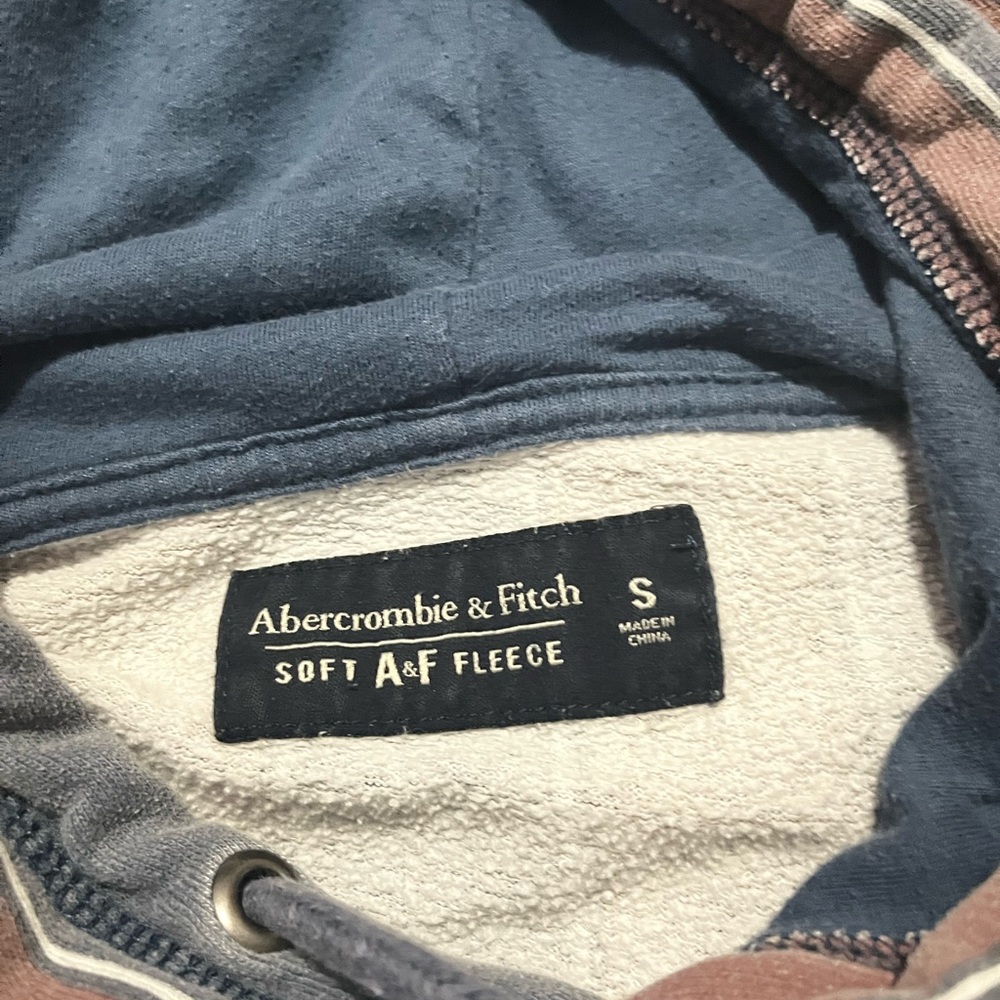 Abercrombie & Fitch
SOFT A&F FLEECE
S
MADE IN
CHINA